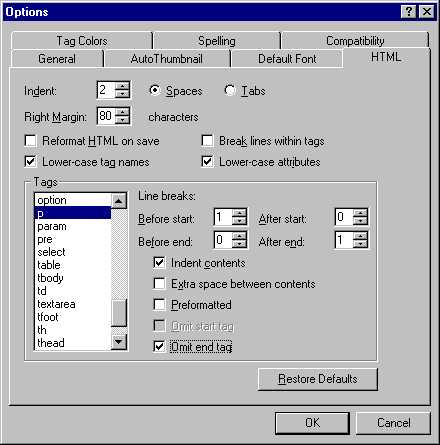 Options
Tag Colors Spelling Compatibility
General AutoThumbnail Default Font HTML
Indent: 2 Spaces Tabs
Right Margin: 80 characters
Reformat HTML on save Break lines within tags
Lower-case tag names Lower-case attributes
Tags
option Line breaks:
p Before start: 1 After start: 0
param
pre Before end: 0 After end: 1
select
table Indent contents
tbody
td Extra space between contents
textarea Preformatted
tfoot
th Omit start tag
thead Omit end tag
Restore Defaults
OK Cancel